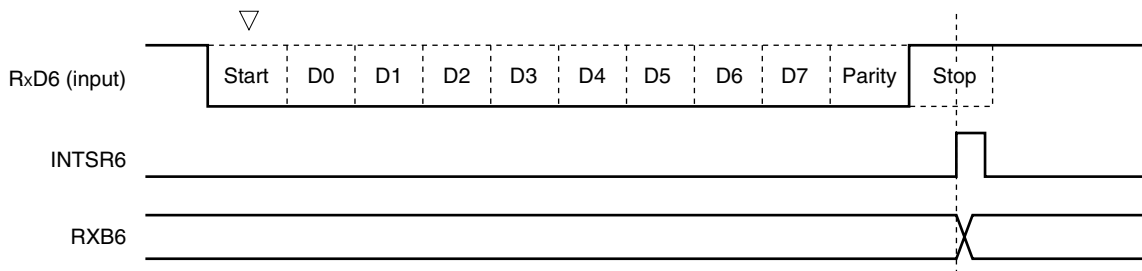 RxD6 (input) Start D0 D1 D2 D3 D4 D5 D6 D7 Parity Stop
INTSR6
RXB6